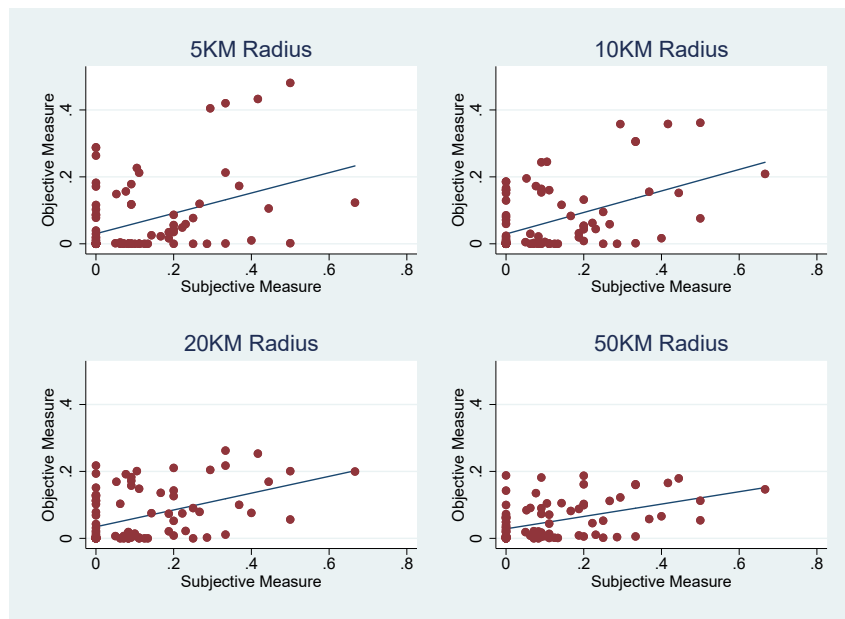 5KM Radius
Objective Measure
.4
.2
0
0 .2 .4 .6 .8
Subjective Measure
10KM Radius
Objective Measure
.4
.2
0
0 .2 .4 .6 .8
Subjective Measure
20KM Radius
Objective Measure
.4
.2
0
0 .2 .4 .6 .8
Subjective Measure
50KM Radius
Objective Measure
.4
.2
0
0 .2 .4 .6 .8
Subjective Measure